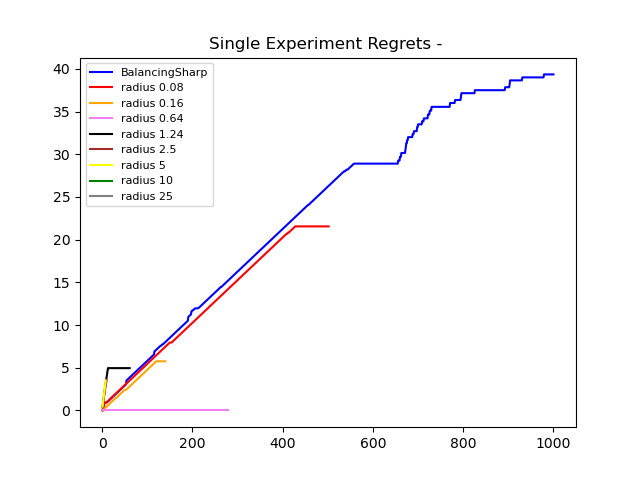 Single Experiment Regrets -
40
35
30
25
20
15
10
5
0
BalancingSharp
radius 0.08
radius 0.16
radius 0.64
radius 1.24
radius 2.5
radius 5
radius 10
radius 25
0 200 400 600 800 1000